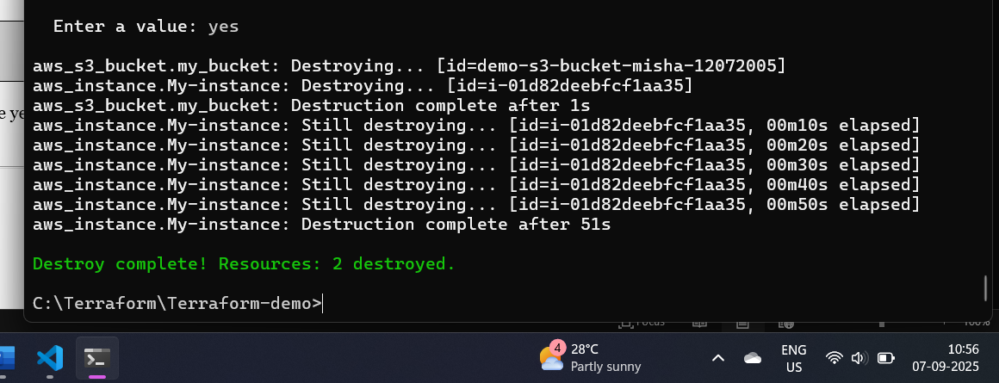 Enter a value: yes
aws_s3_bucket.my_bucket: Destroying... [id=demo-s3-bucket-misha-12072005]
aws_instance.My-instance: Destroying... [id=i-01d82deebfcf1aa35]
aws_s3_bucket.my_bucket: Destruction complete after 1s
e ye
aws_instance.My-instance: Still destroying... [id=i-01d82deebfcf1aa35, 00m10s elapsed]
aws_instance.My-instance: Still destroying... [id=i-01d82deebfcf1aa35, 00m20s elapsed]
aws_instance.My-instance: Still destroying... [id=i-01d82deebfcf1aa35, 00m30s elapsed]
aws_instance.My-instance: Still destroying... [id=i-01d82deebfcf1aa35, 00m40s elapsed]
aws_instance.My-instance: Still destroying... [id=i-01d82deebfcf1aa35, 00m50s elapsed]
aws_instance.My-instance: Destruction complete after 51s
Destroy complete! Resources: 2 destroyed.
C:\Terraform\Terraform-demo>
Focus 100%
4 28°C
Partly sunny
ENG
US
10:56
07-09-2025